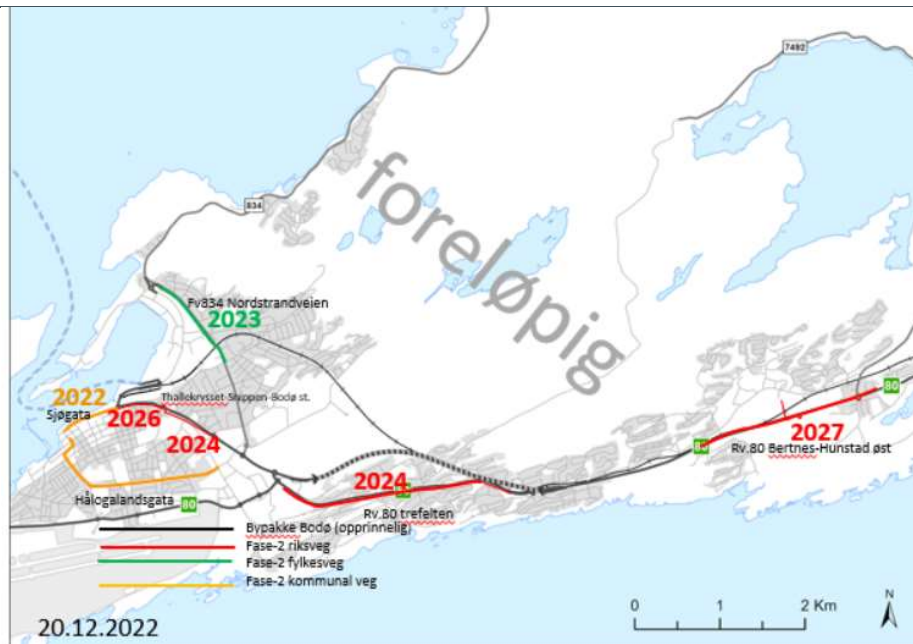 7492
834
foreløpig
Fv834 Nordstrandveien
2023
2022
Thallekrysset-Sluppen-Bodø st.
Sjøgata
2026
2024
80
80
2027
Rv.80 Bertnes-Hunstad øst
2024
Hålogalandsgata
80
Rv.80 trefelten
Bypakke Bodø (opprinnelig)
Fase-2 riksveg
Fase-2 fylkesveg
Fase-2 kommunal veg
0 1 2 Km
N
20.12.2022